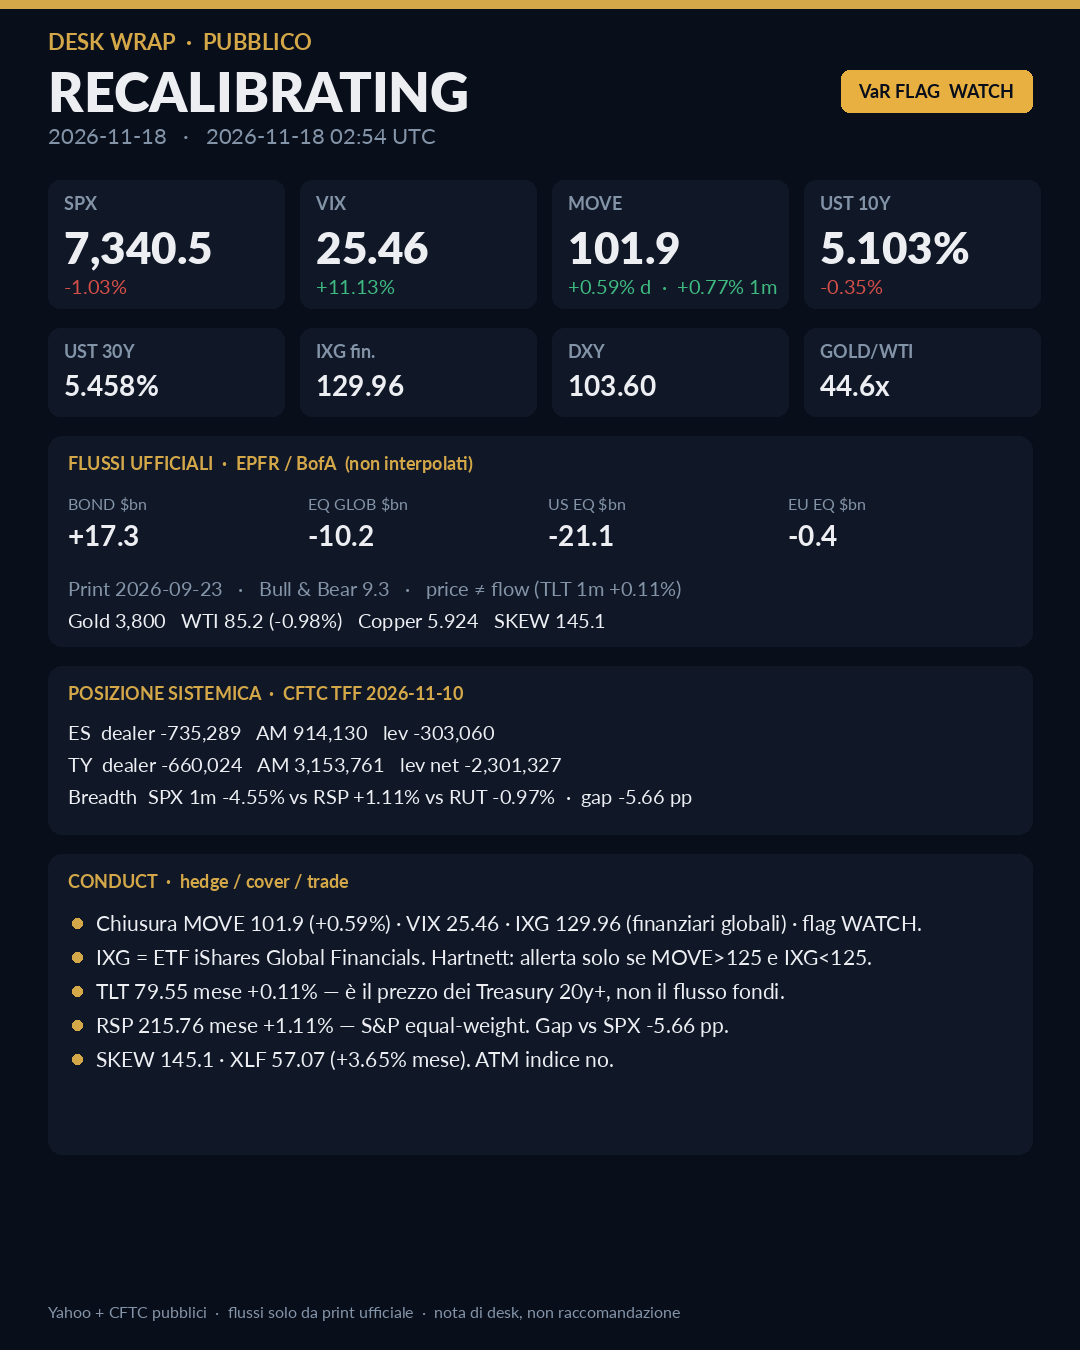 DESK WRAP · PUBBLICO
RECALIBRATING
VaR FLAG WATCH
2026-11-18 · 2026-11-18 02:54 UTC
SPX
7,340.5
-1.03%
VIX
25.46
+11.13%
MOVE
101.9
+0.59% d · +0.77% 1m
UST 10Y
5.103%
-0.35%
UST 30Y
5.458%
IXG fin.
129.96
DXY
103.60
GOLD/WTI
44.6x
FLUSSI UFFICIALI · EPFR / BofA (non interpolati)
BOND $bn
+17.3
EQ GLOB $bn
-10.2
US EQ $bn
-21.1
EU EQ $bn
-0.4
Print 2026-09-23 · Bull & Bear 9.3 · price ≠ flow (TLT 1m +0.11%)
Gold 3,800 WTI 85.2 (-0.98%) Copper 5.924 SKEW 145.1
POSIZIONE SISTEMICA · CFTC TFF 2026-11-10
ES dealer -735,289 AM 914,130 lev -303,060
TY dealer -660,024 AM 3,153,761 lev net -2,301,327
Breadth SPX 1m -4.55% vs RSP +1.11% vs RUT -0.97% · gap -5.66 pp
CONDUCT · hedge / cover / trade
Chiusura MOVE 101.9 (+0.59%) · VIX 25.46 · IXG 129.96 (finanziari globali) · flag WATCH.
IXG = ETF iShares Global Financials. Hartnett: allerta solo se MOVE>125 e IXG<125.
TLT 79.55 mese +0.11% — è il prezzo dei Treasury 20y+, non il flusso fondi.
RSP 215.76 mese +1.11% — S&P equal-weight. Gap vs SPX -5.66 pp.
SKEW 145.1 · XLF 57.07 (+3.65% mese). ATM indice no.
Yahoo + CFTC pubblici · flussi solo da print ufficiale · nota di desk, non raccomandazione